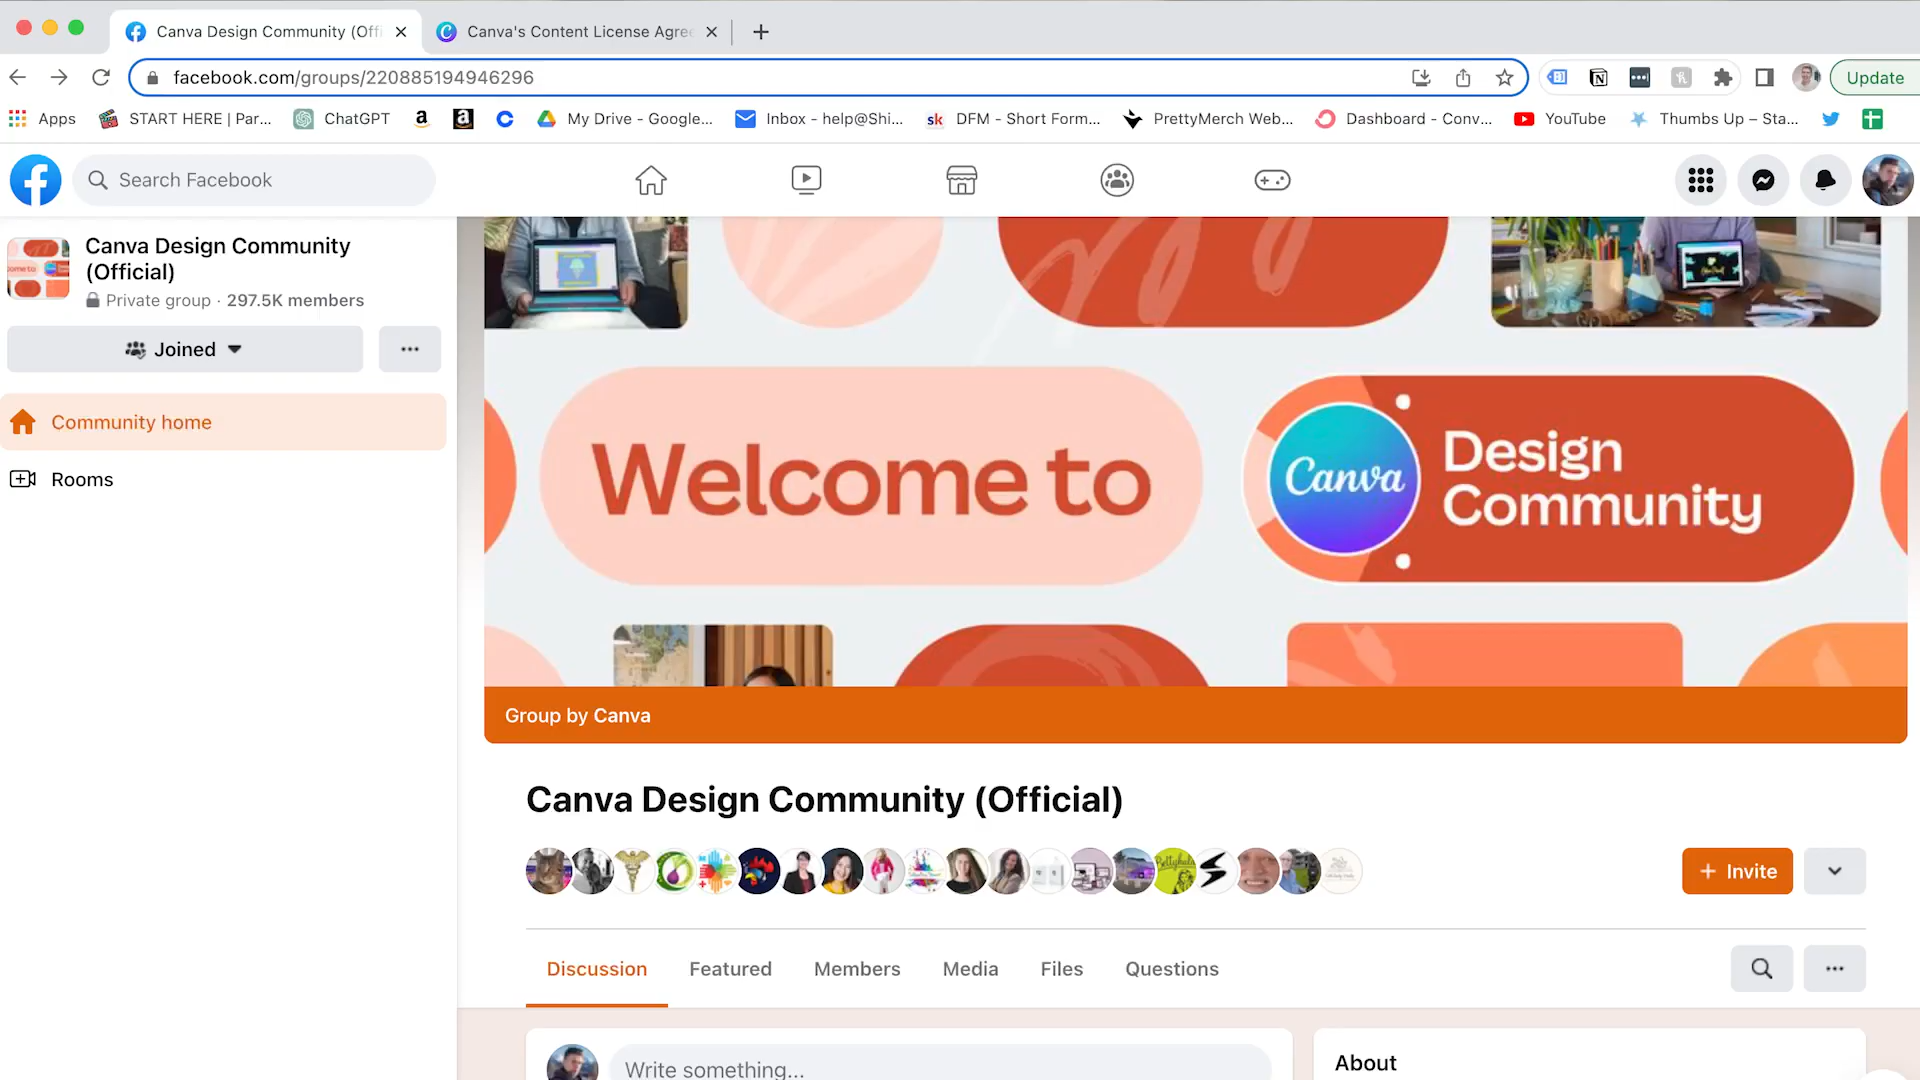 Canva Design Community (Offi
Canva's Content License Agree
facebook.com/groups/220885194946296
Update
Apps
START HERE | Par...
ChatGPT
My Drive - Google...
Inbox - help@Shi...
sk
DFM - Short Form...
PrettyMerch Web...
Dashboard - Conv...
YouTube
Thumbs Up – Sta...
Search Facebook
Canva Design Community
(Official)
Private group · 297.5K members
Joined
Community home
Rooms
Welcome to
Canva
Design
Community
Group by Canva
Canva Design Community (Official)
+ Invite
Discussion
Featured
Members
Media
Files
Questions
Write something...
About